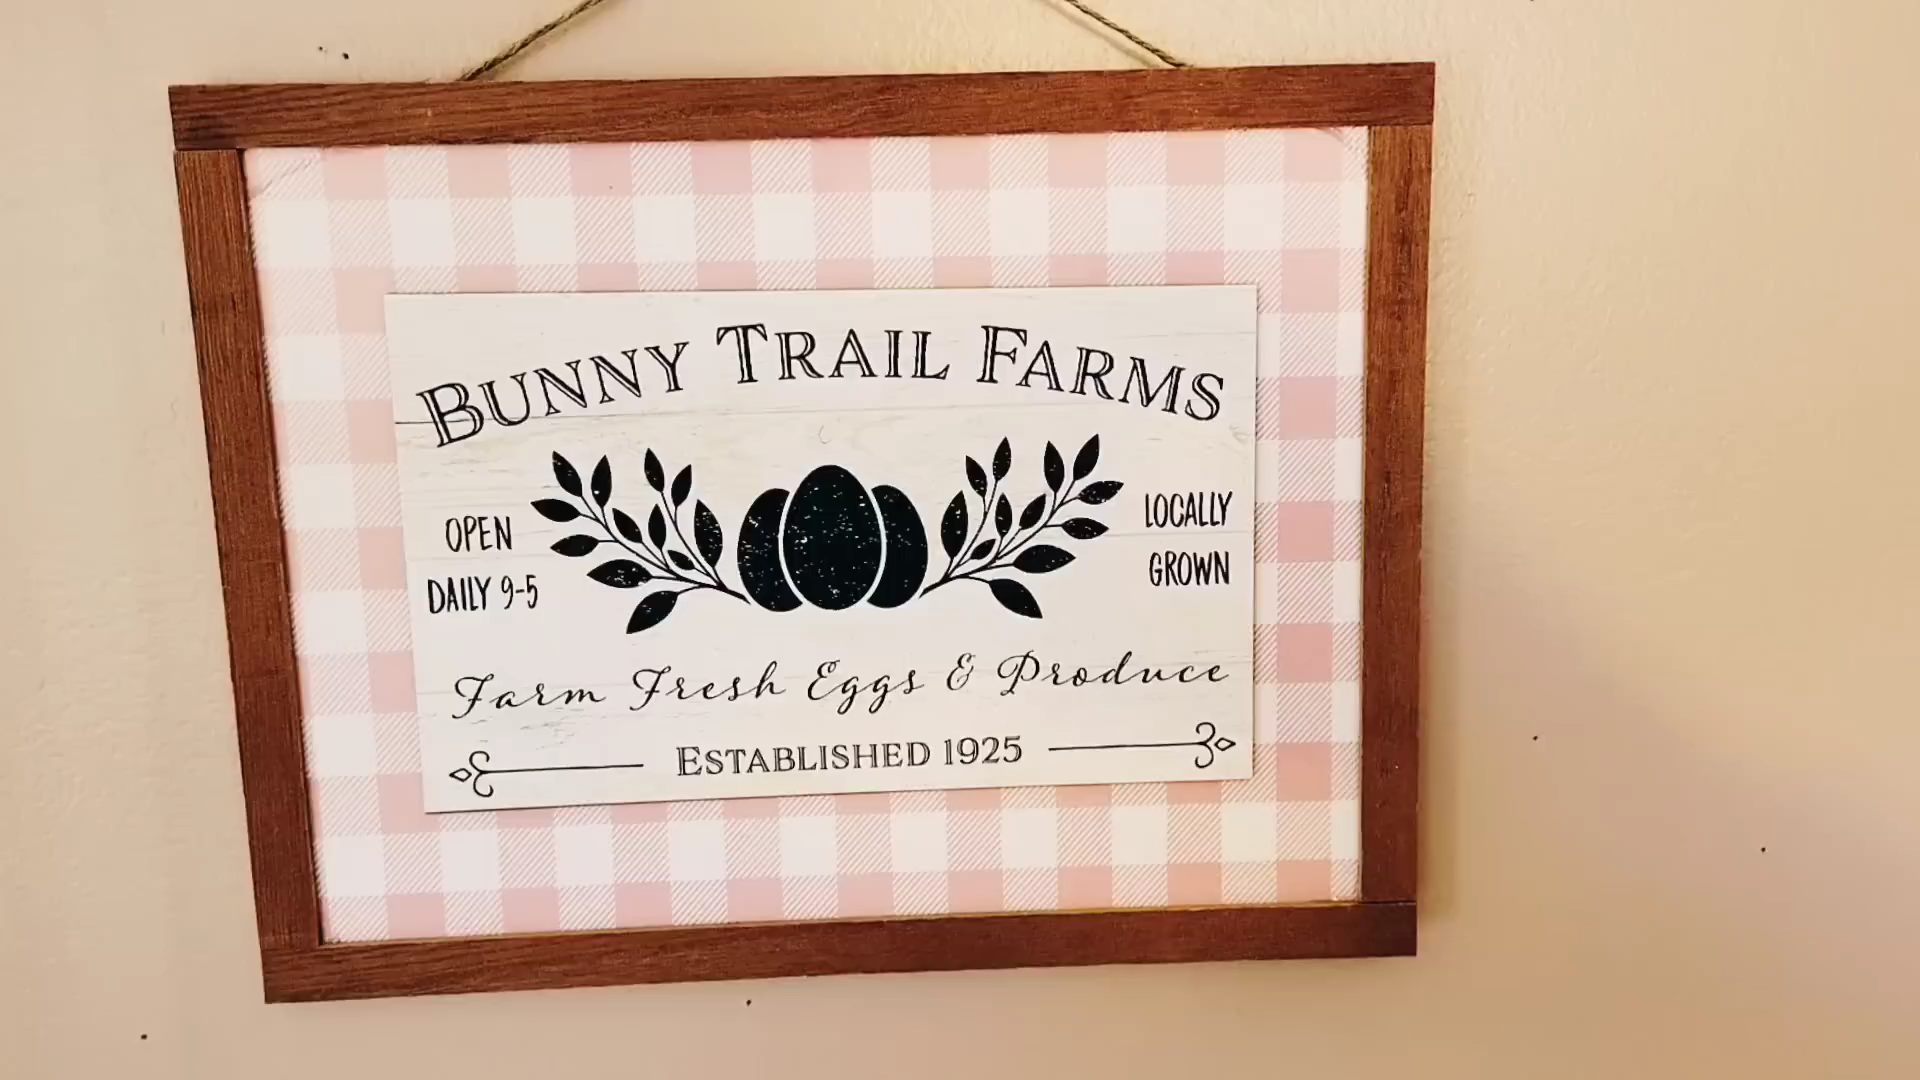 BUNNY TRAIL FARMS
OPEN
DAILY 9-5
LOCALLY
GROWN
Farm Fresh Eggs & Produce
ESTABLISHED 1925